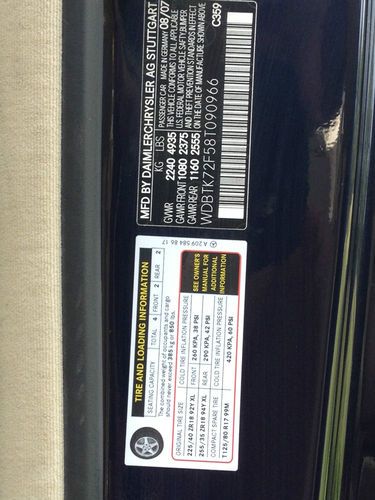 MFD BY DAIMLERCHRYSLER AG STUTTGART
PASSENGER CAR MADE IN GERMANY 08/07
KG LBS
GVWR 2240 4935
GAWR FRONT 1080 2375
GAWR REAR 1160 2555
THIS VEHICLE CONFORMS TO ALL APPLICABLE
U.S. FEDERAL MOTOR VEHICLE SAFETY BUMPER
AND THEFT PREVENTION STANDARDS IN EFFECT
ON THE DATE OF MANUFACTURE SHOWN ABOVE
WDBTK72F58T090966
C359
TIRE AND LOADING INFORMATION
SEATING CAPACITY TOTAL 4 FRONT 2 REAR 2
The combined weight of occupants and cargo
should never exceed 385 kg or 850 lbs.
ORIGINAL TIRE SIZE COLD TIRE INFLATION PRESSURE
225/40 ZR18 92Y XL FRONT 260 KPA, 38 PSI
255/35 ZR18 94Y XL REAR 290 KPA, 42 PSI
COMPACT SPARE TIRE COLD TIRE INFLATION PRESSURE
T125/80 R17 99M 420 KPA, 60 PSI
SEE OWNER'S
MANUAL FOR
ADDITIONAL
INFORMATION
A 209 584 86 17